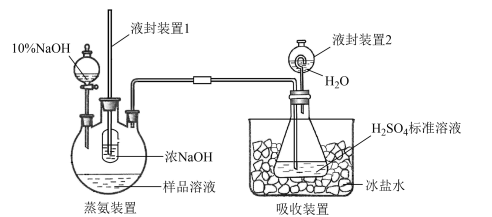 液封装置1
10%NaOH
液封装置2
H₂O
H₂SO₄标准溶液
浓NaOH
样品溶液
冰盐水
蒸氨装置
吸收装置